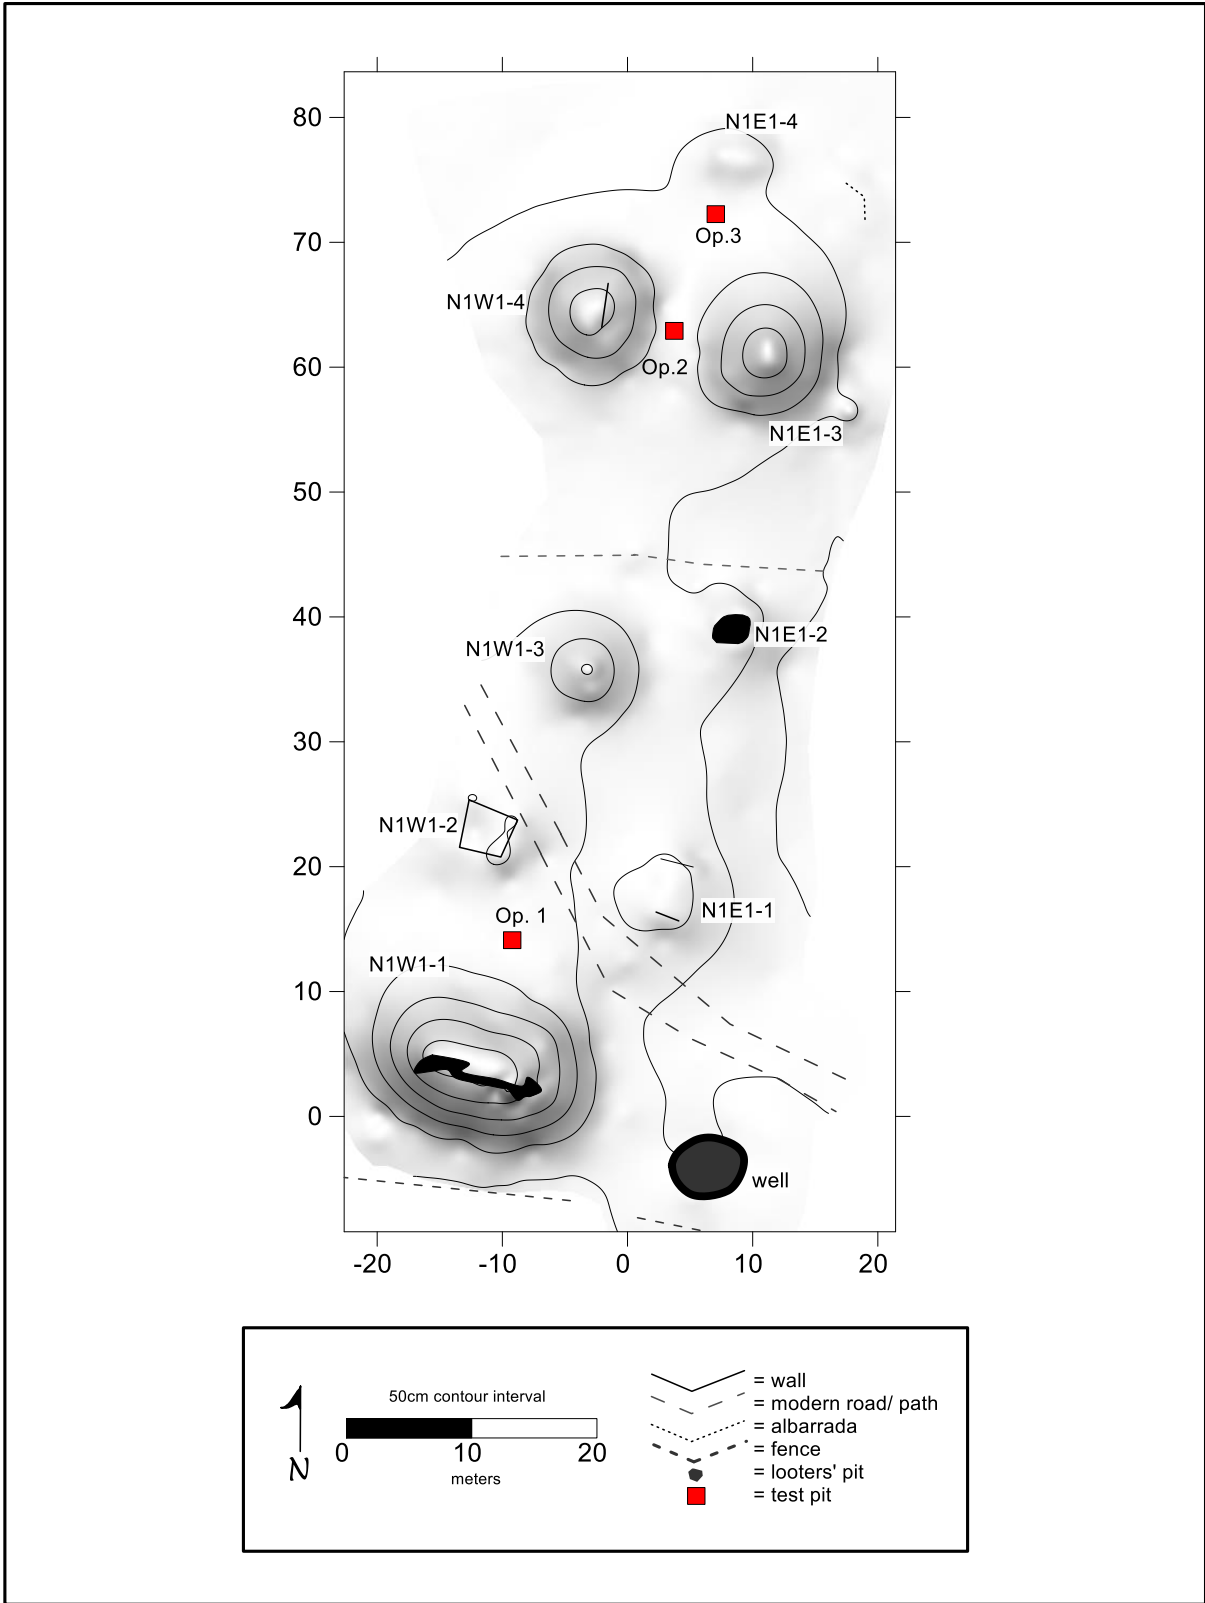 N1E1-4
80
Op.3
70
N1W1-4
Op.2
60
N1E1-3
50
40
N1E1-2
N1W1-3
30
N1W1-2
20
N1E1-1
Op. 1
N1W1-1
10
0
well
-20 -10 0 10 20
50cm contour interval
0 10 20
meters
N
= wall
= modern road/ path
= albarrada
= fence
= looters' pit
= test pit